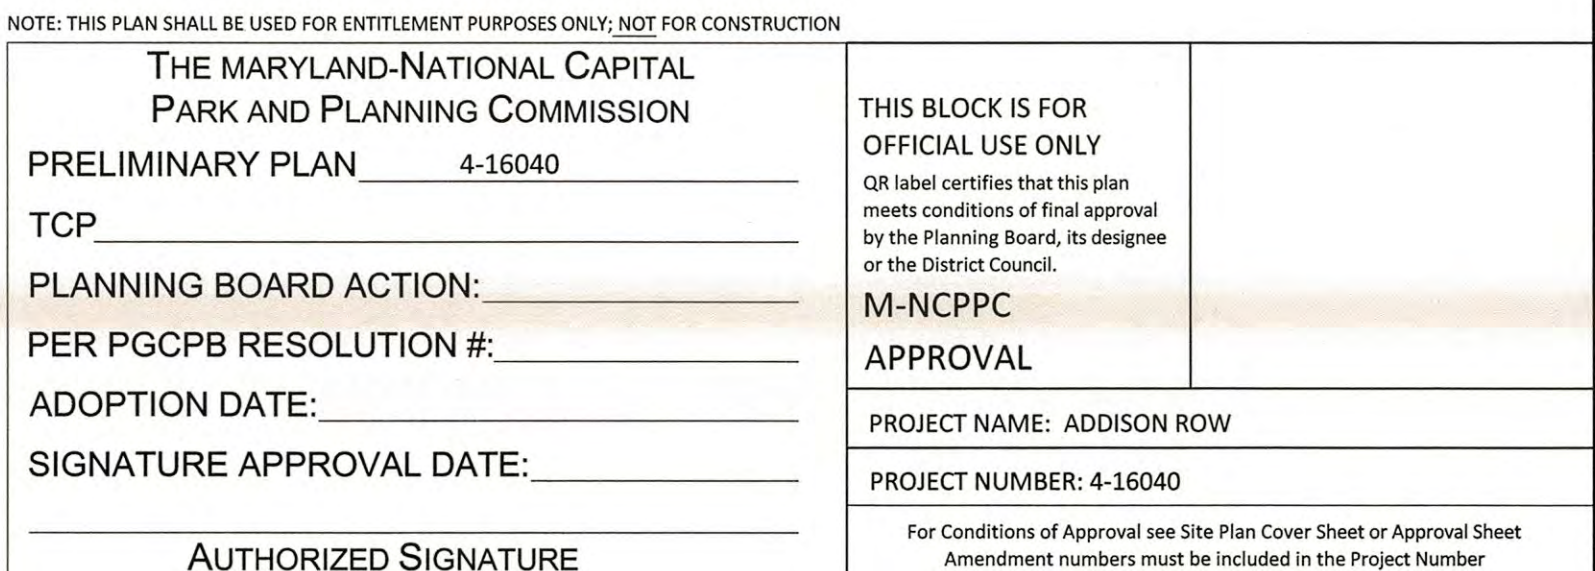 NOTE: THIS PLAN SHALL BE USED FOR ENTITLEMENT PURPOSES ONLY; NOT FOR CONSTRUCTION
THE MARYLAND-NATIONAL CAPITAL
PARK AND PLANNING COMMISSION
PRELIMINARY PLAN 4-16040
TCP
PLANNING BOARD ACTION:
PER PGCPB RESOLUTION #:
ADOPTION DATE:
SIGNATURE APPROVAL DATE:
AUTHORIZED SIGNATURE
THIS BLOCK IS FOR
OFFICIAL USE ONLY
QR label certifies that this plan
meets conditions of final approval
by the Planning Board, its designee
or the District Council.
M-NCPPC
APPROVAL
PROJECT NAME: ADDISON ROW
PROJECT NUMBER: 4-16040
For Conditions of Approval see Site Plan Cover Sheet or Approval Sheet
Amendment numbers must be included in the Project Number